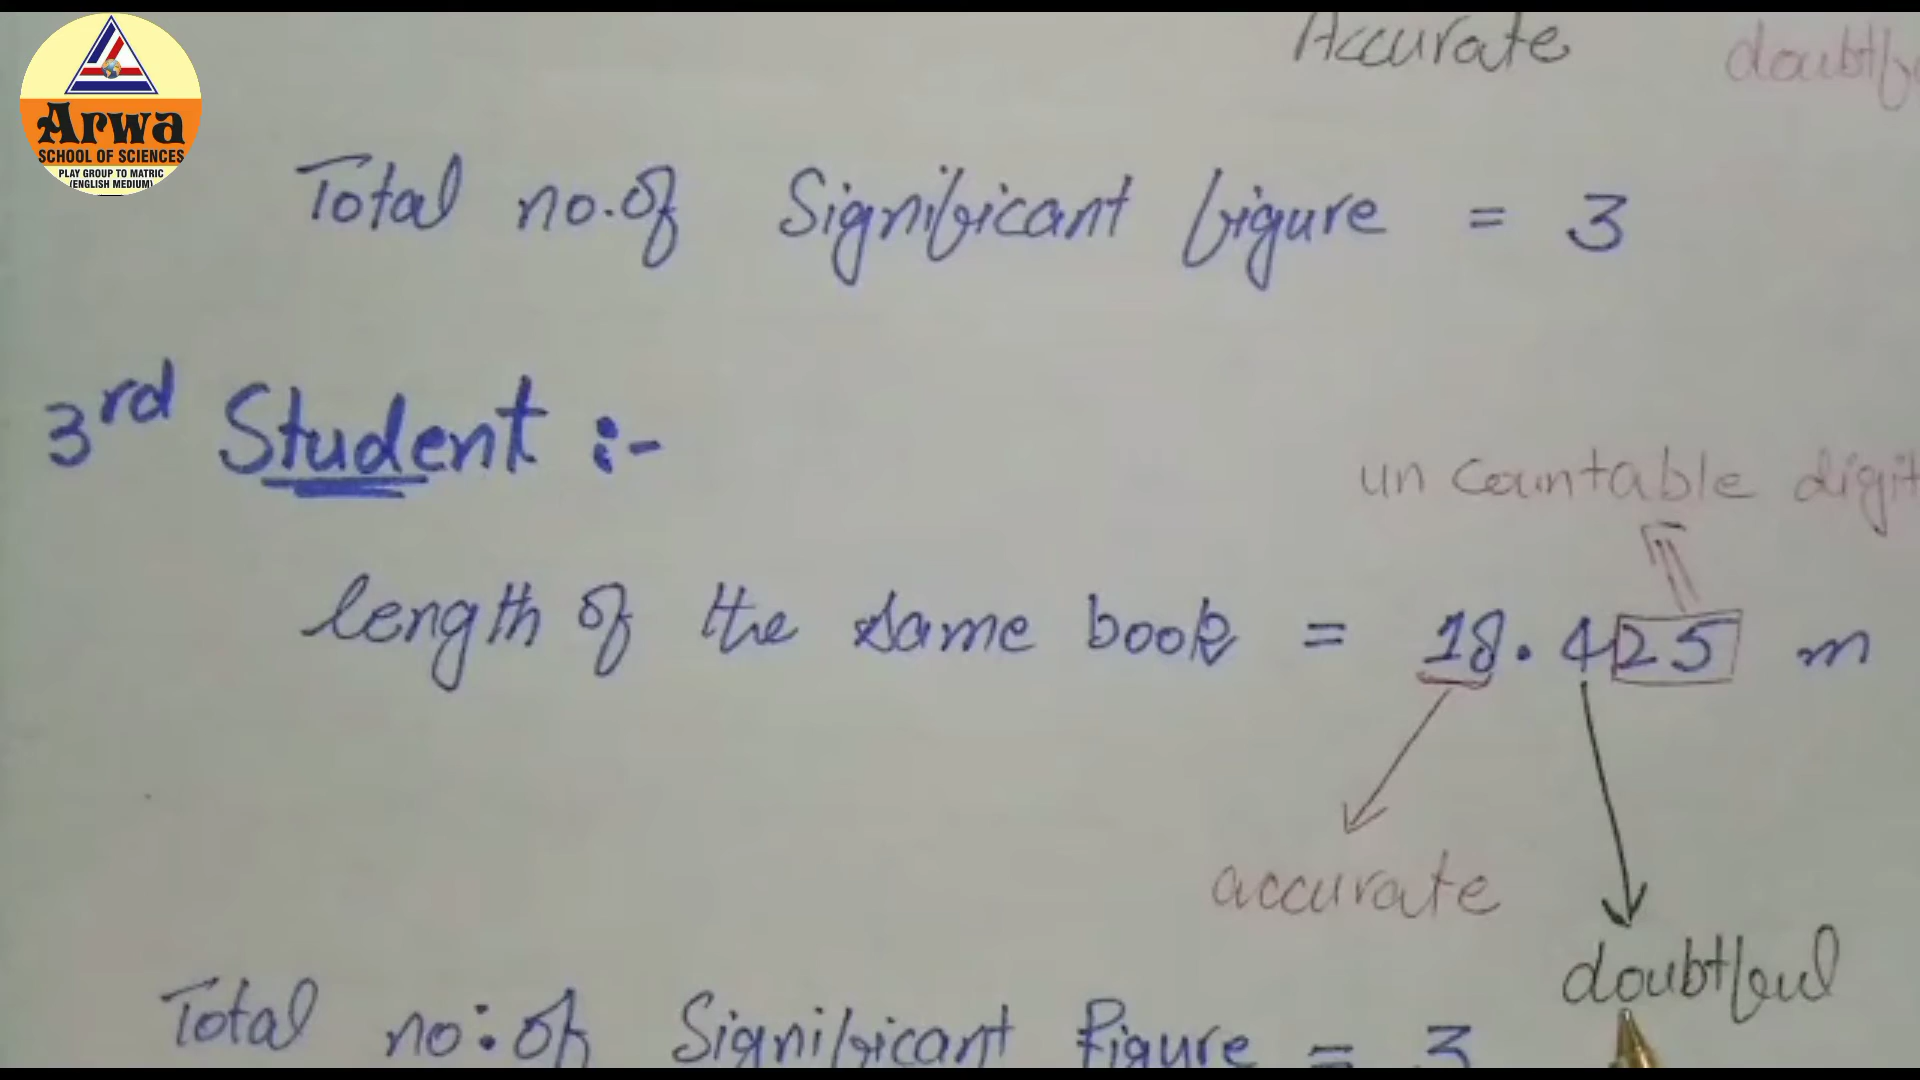 Arwa
SCHOOL OF SCIENCES
PLAY GROUP TO MATRIC
(ENGLISH MEDIUM)
Accurate
Total no.of Significant figure = 3
3rd Student :-
un countable digit
length of the same book = 18.425 m
accurate
doubtful
Total no:of Significant Figure = 3